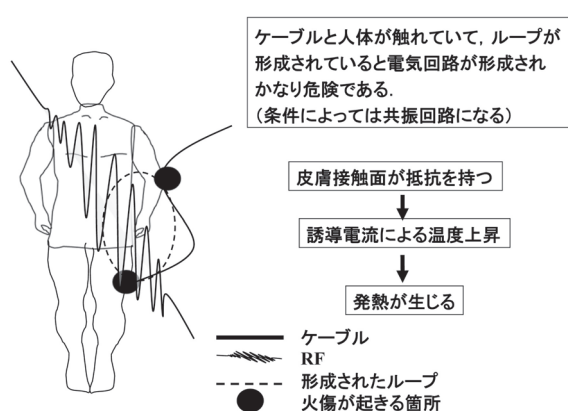 ケーブルと人体が触れていて，ループが
形成されていると電気回路が形成され
かなり危険である．
（条件によっては共振回路になる）
皮膚接触面が抵抗を持つ
誘導電流による温度上昇
発熱が生じる
ケーブル
RF
形成されたループ
火傷が起きる箇所